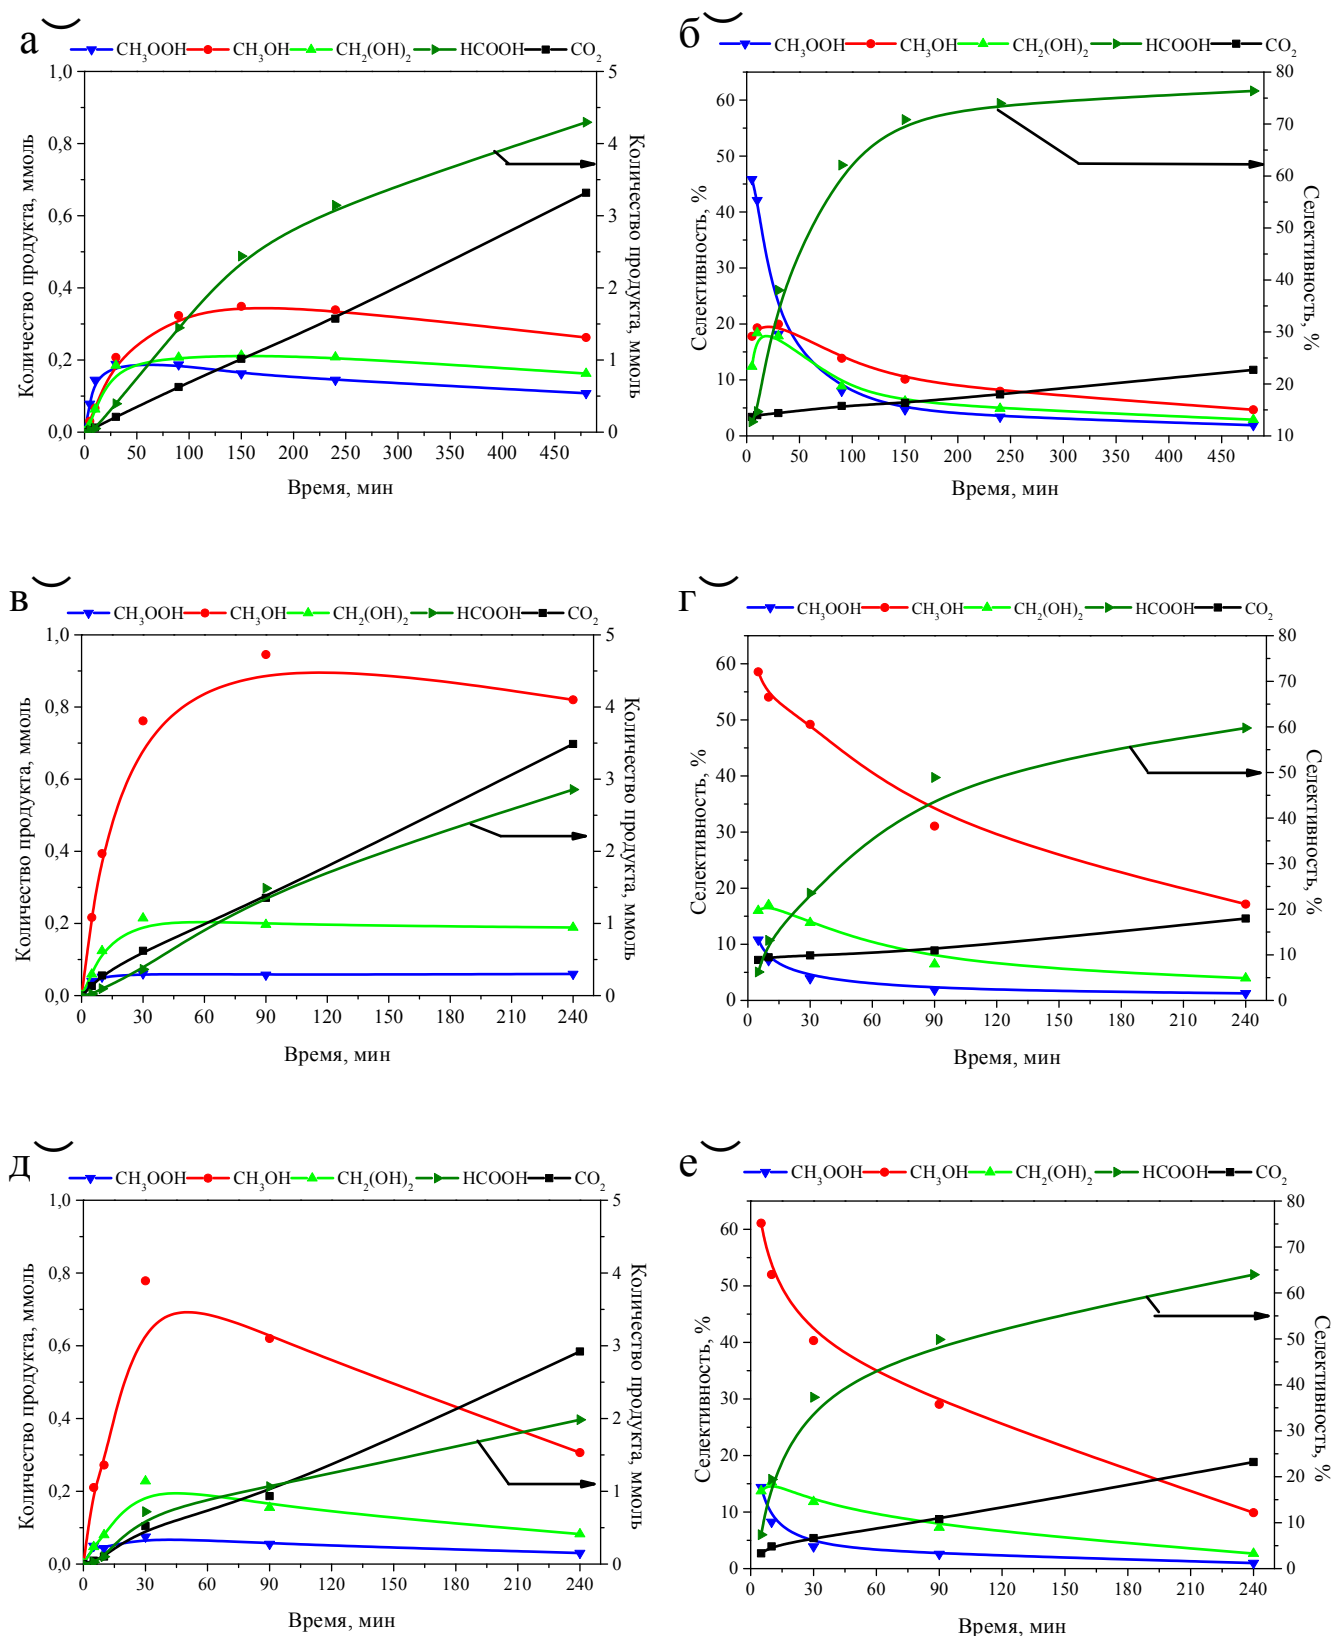 а
CH3OOH CH3OH CH2(OH)2 HCOOH CO2
1,0
0,8
0,6
0,4
0,2
0,0
5
4
3
2
1
0
0 50 100 150 200 250 300 350 400 450
Количество продукта, ммоль
Количество продукта, ммоль
Время, мин
б
CH3OOH CH3OH CH2(OH)2 HCOOH CO2
60
50
40
30
20
10
0
80
70
60
50
40
30
20
10
0 50 100 150 200 250 300 350 400 450
Селективность, %
Селективность, %
Время, мин
в
CH3OOH CH3OH CH2(OH)2 HCOOH CO2
1,0
0,8
0,6
0,4
0,2
0,0
5
4
3
2
1
0
0 30 60 90 120 150 180 210 240
Количество продукта, ммоль
Количество продукта, ммоль
Время, мин
г
CH3OOH CH3OH CH2(OH)2 HCOOH CO2
60
50
40
30
20
10
0
80
70
60
50
40
30
20
10
0
0 30 60 90 120 150 180 210 240
Селективность, %
Селективность, %
Время, мин
д
CH3OOH CH3OH CH2(OH)2 HCOOH CO2
1,0
0,8
0,6
0,4
0,2
0,0
5
4
3
2
1
0
0 30 60 90 120 150 180 210 240
Количество продукта, ммоль
Количество продукта, ммоль
Время, мин
е
CH3OOH CH3OH CH2(OH)2 HCOOH CO2
60
50
40
30
20
10
0
80
70
60
50
40
30
20
10
0
0 30 60 90 120 150 180 210 240
Селективность, %
Селективность, %
Время, мин